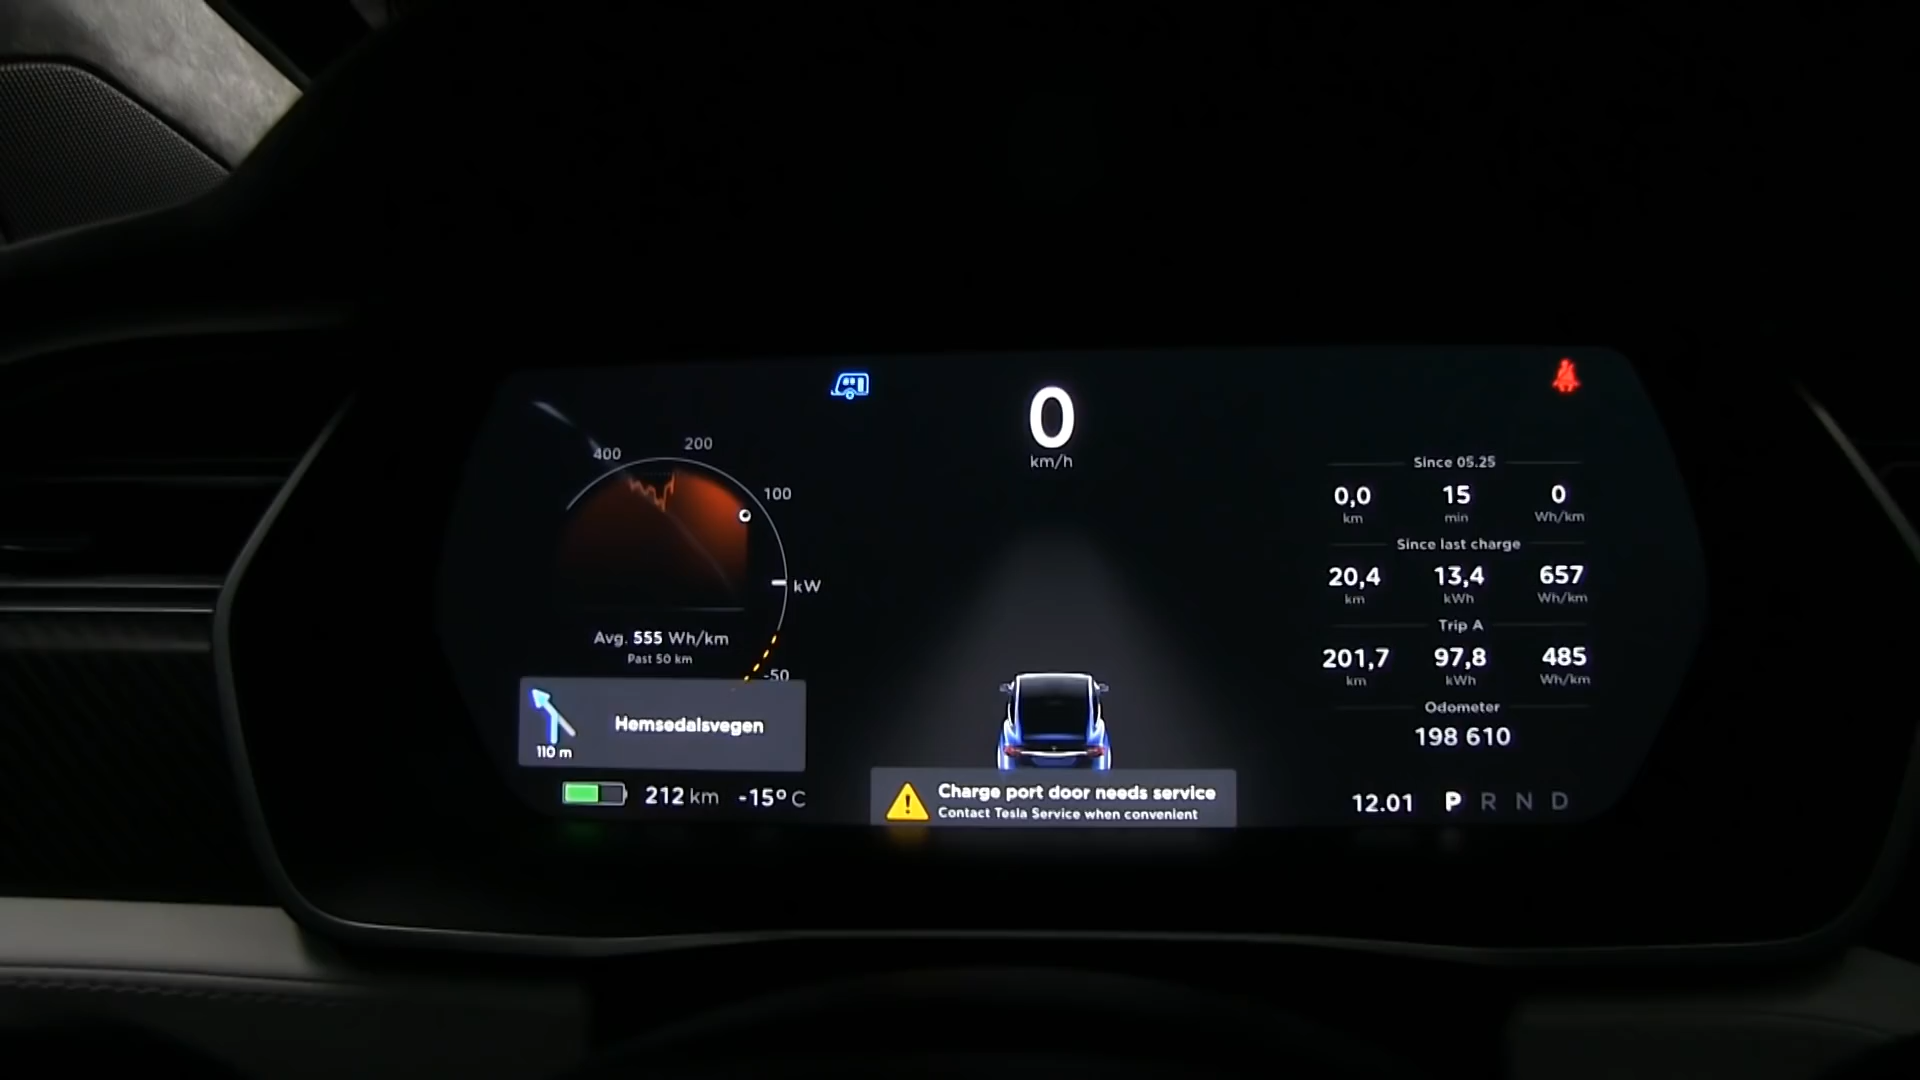 0
km/h
400
200
100
kW
-50
Avg. 555 Wh/km
Past 50 km
110 m
Hemsedalsvegen
212 km -15° C
Charge port door needs service
Contact Tesla Service when convenient
Since 05.25
0,0 15 0
km min Wh/km
Since last charge
20,4 13,4 657
km kWh Wh/km
Trip A
201,7 97,8 485
km kWh Wh/km
Odometer
198 610
12.01 P R N D